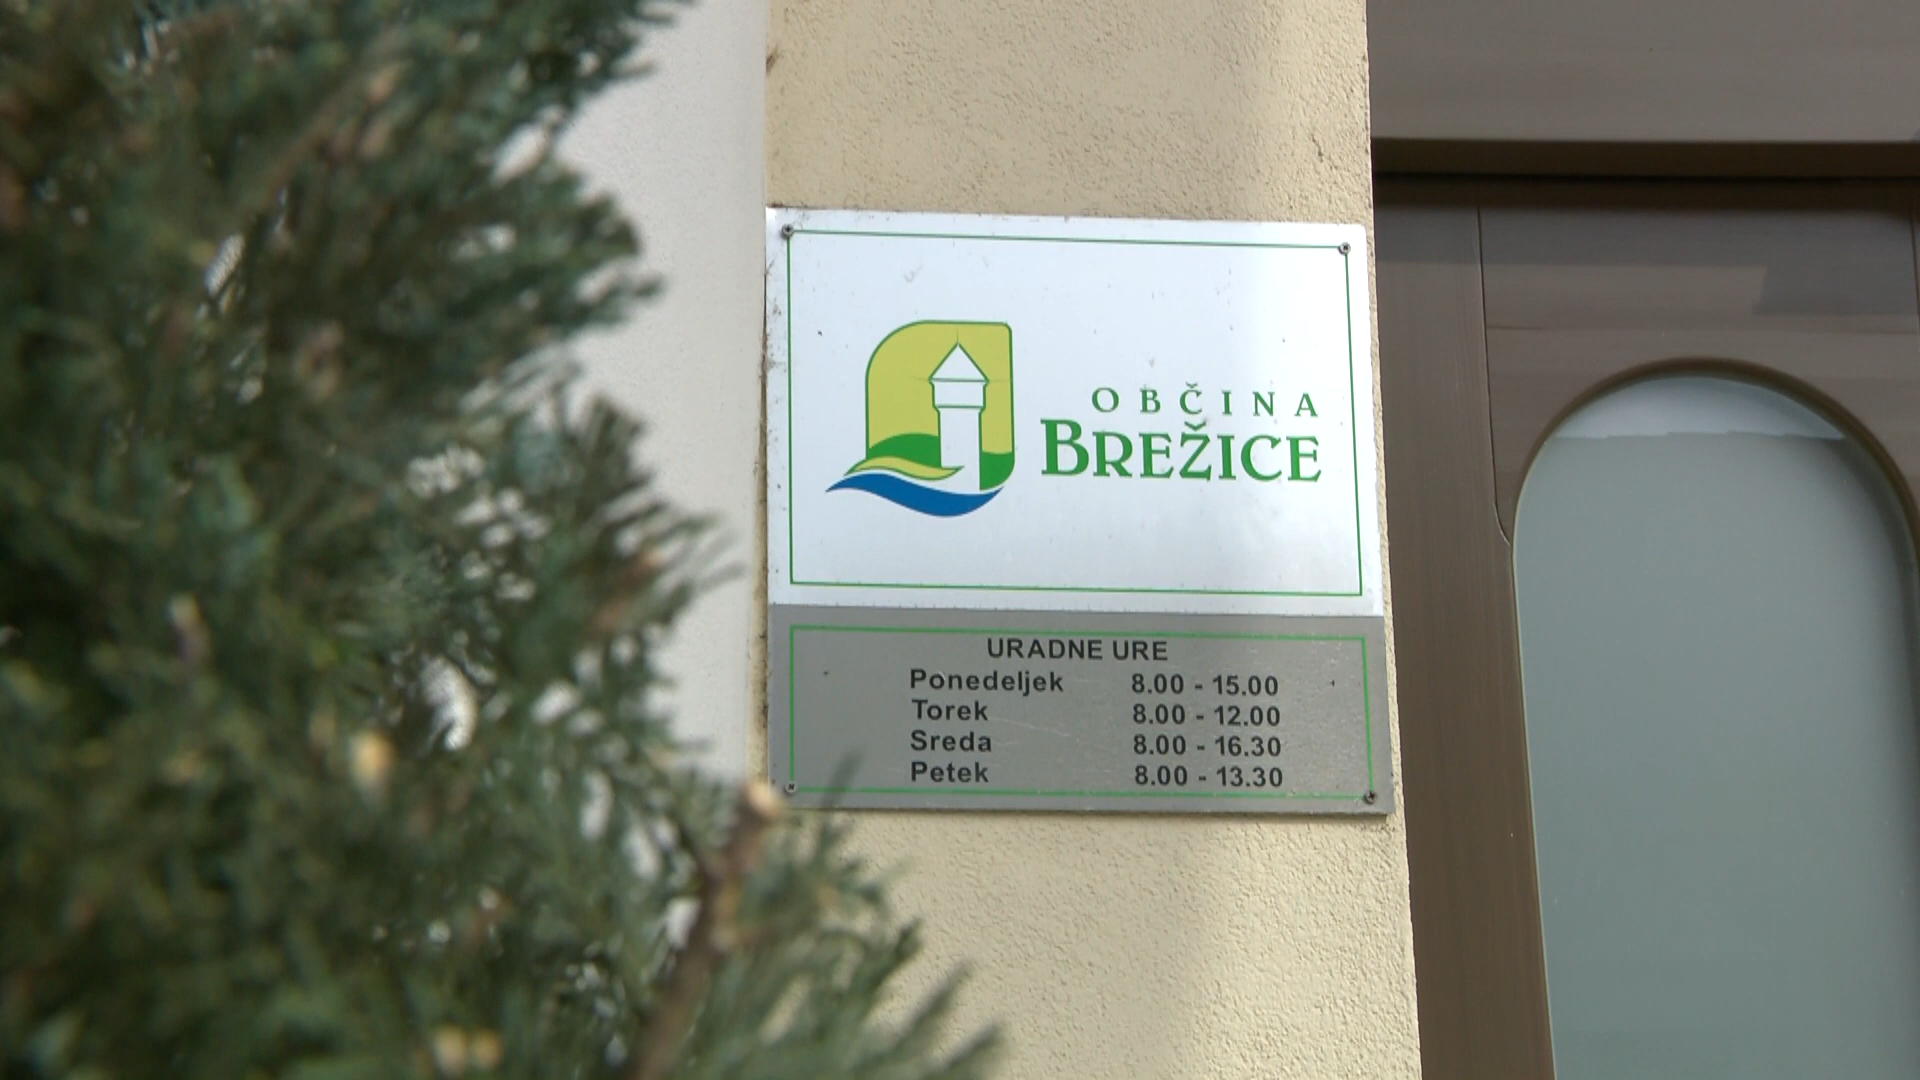 OBČINA
BREŽICE
URADNE URE
Ponedeljek 8.00 - 15.00
Torek 8.00 - 12.00
Sreda 8.00 - 16.30
Petek 8.00 - 13.30